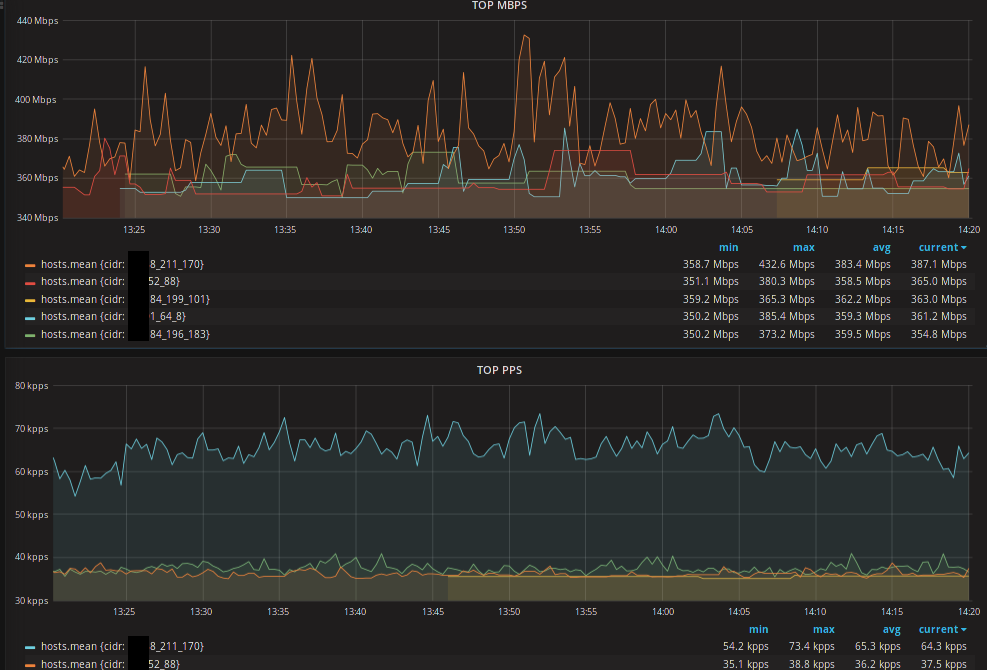 TOP MBPS
440 Mbps
420 Mbps
400 Mbps
380 Mbps
360 Mbps
340 Mbps
13:25 13:30 13:35 13:40 13:45 13:50 13:55 14:00 14:05 14:10 14:15 14:20
min max avg current
hosts.mean {cidr: 8_211_170} 358.7 Mbps 432.6 Mbps 383.4 Mbps 387.1 Mbps
hosts.mean {cidr: 52_88} 351.1 Mbps 380.3 Mbps 358.5 Mbps 365.0 Mbps
hosts.mean {cidr: 84_199_101} 359.2 Mbps 365.3 Mbps 362.2 Mbps 363.0 Mbps
hosts.mean {cidr: 1_64_8} 350.2 Mbps 385.4 Mbps 359.3 Mbps 361.2 Mbps
hosts.mean {cidr: 84_196_183} 350.2 Mbps 373.2 Mbps 359.5 Mbps 354.8 Mbps
TOP PPS
80 kpps
70 kpps
60 kpps
50 kpps
40 kpps
30 kpps
13:25 13:30 13:35 13:40 13:45 13:50 13:55 14:00 14:05 14:10 14:15 14:20
min max avg current
hosts.mean {cidr: 8_211_170} 54.2 kpps 73.4 kpps 65.3 kpps 64.3 kpps
hosts.mean {cidr: 52_88} 35.1 kpps 38.8 kpps 36.2 kpps 37.5 kpps